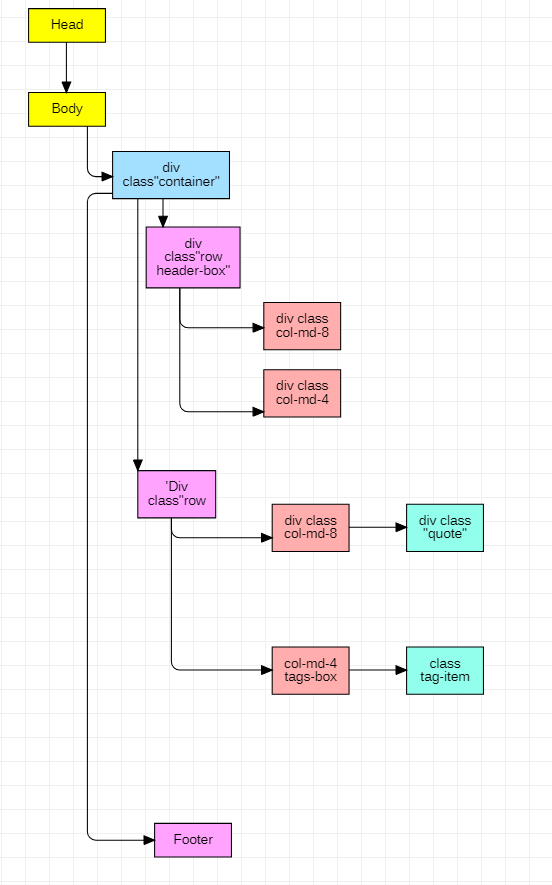 Head
Body
div
class"container"
div
class"row
header-box"
div class
col-md-8
div class
col-md-4
'Div
class"row
div class
col-md-8
div class
"quote"
col-md-4
tags-box
class
tag-item
Footer